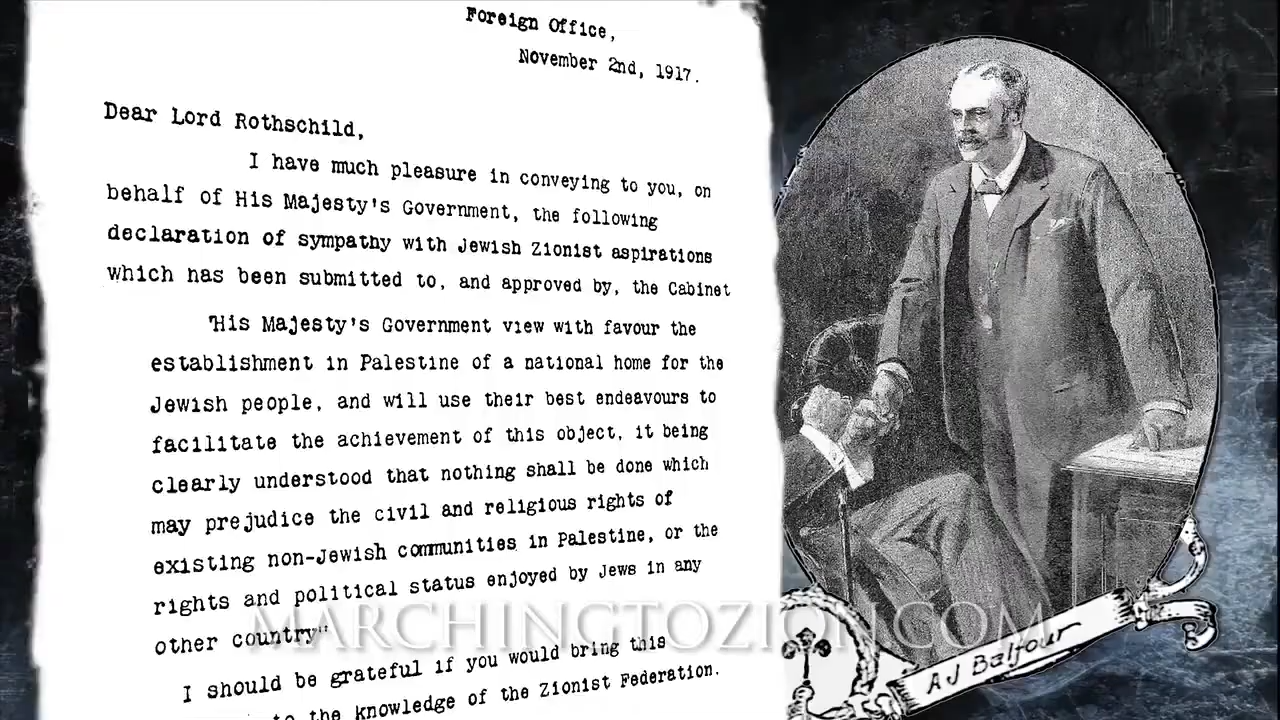 Foreign Office,
November 2nd, 1917.
Dear Lord Rothschild,
I have much pleasure in conveying to you, on
behalf of His Majesty's Government, the following
declaration of sympathy with Jewish Zionist aspirations
which has been submitted to, and approved by, the Cabinet
"His Majesty's Government view with favour the
establishment in Palestine of a national home for the
Jewish people, and will use their best endeavours to
facilitate the achievement of this object, it being
clearly understood that nothing shall be done which
may prejudice the civil and religious rights of
existing non-Jewish communities in Palestine, or the
rights and political status enjoyed by Jews in any
other country"
I should be grateful if you would bring this
to the knowledge of the Zionist Federation.
MARCHINGTOZION.COM
AJ Balfour